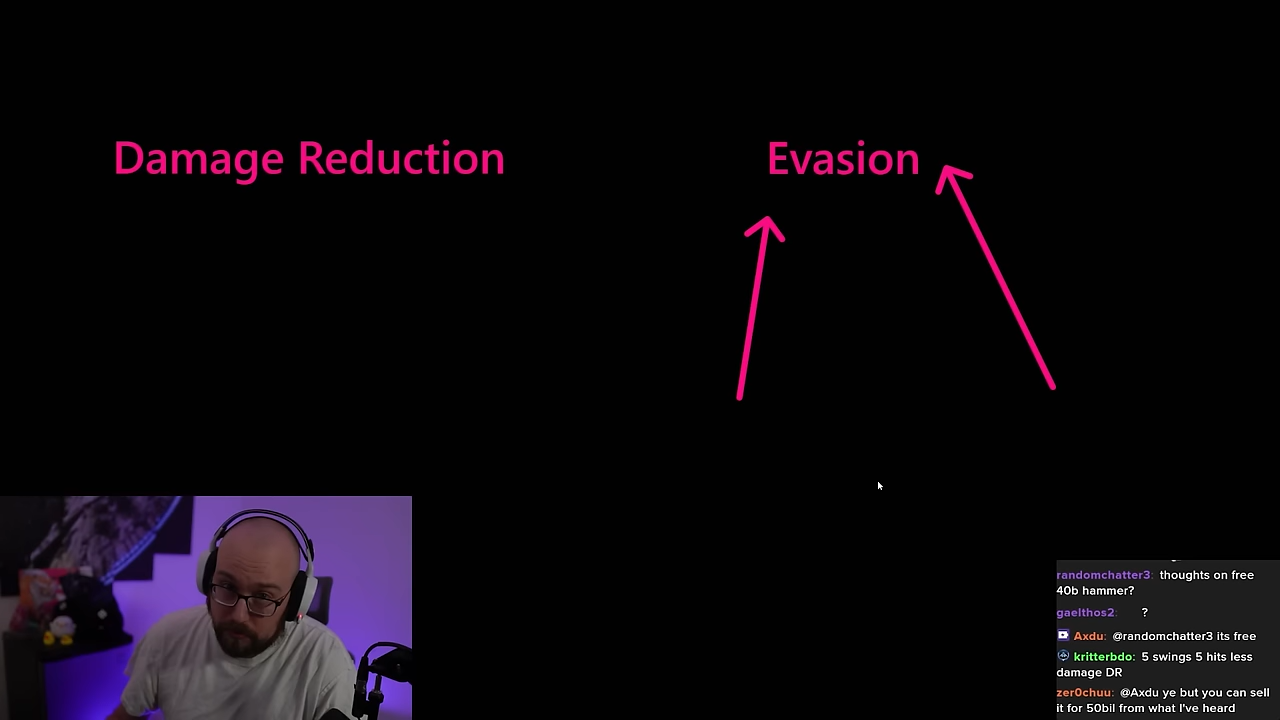 Damage Reduction
Evasion
randomchatter3: thoughts on free
40b hammer?
gaelthos2: ?
Axdu: @randomchatter3 its free
kritterbdo: 5 swings 5 hits less
damage DR
zer0chuu: @Axdu ye but you can sell
it for 50bil from what I've heard